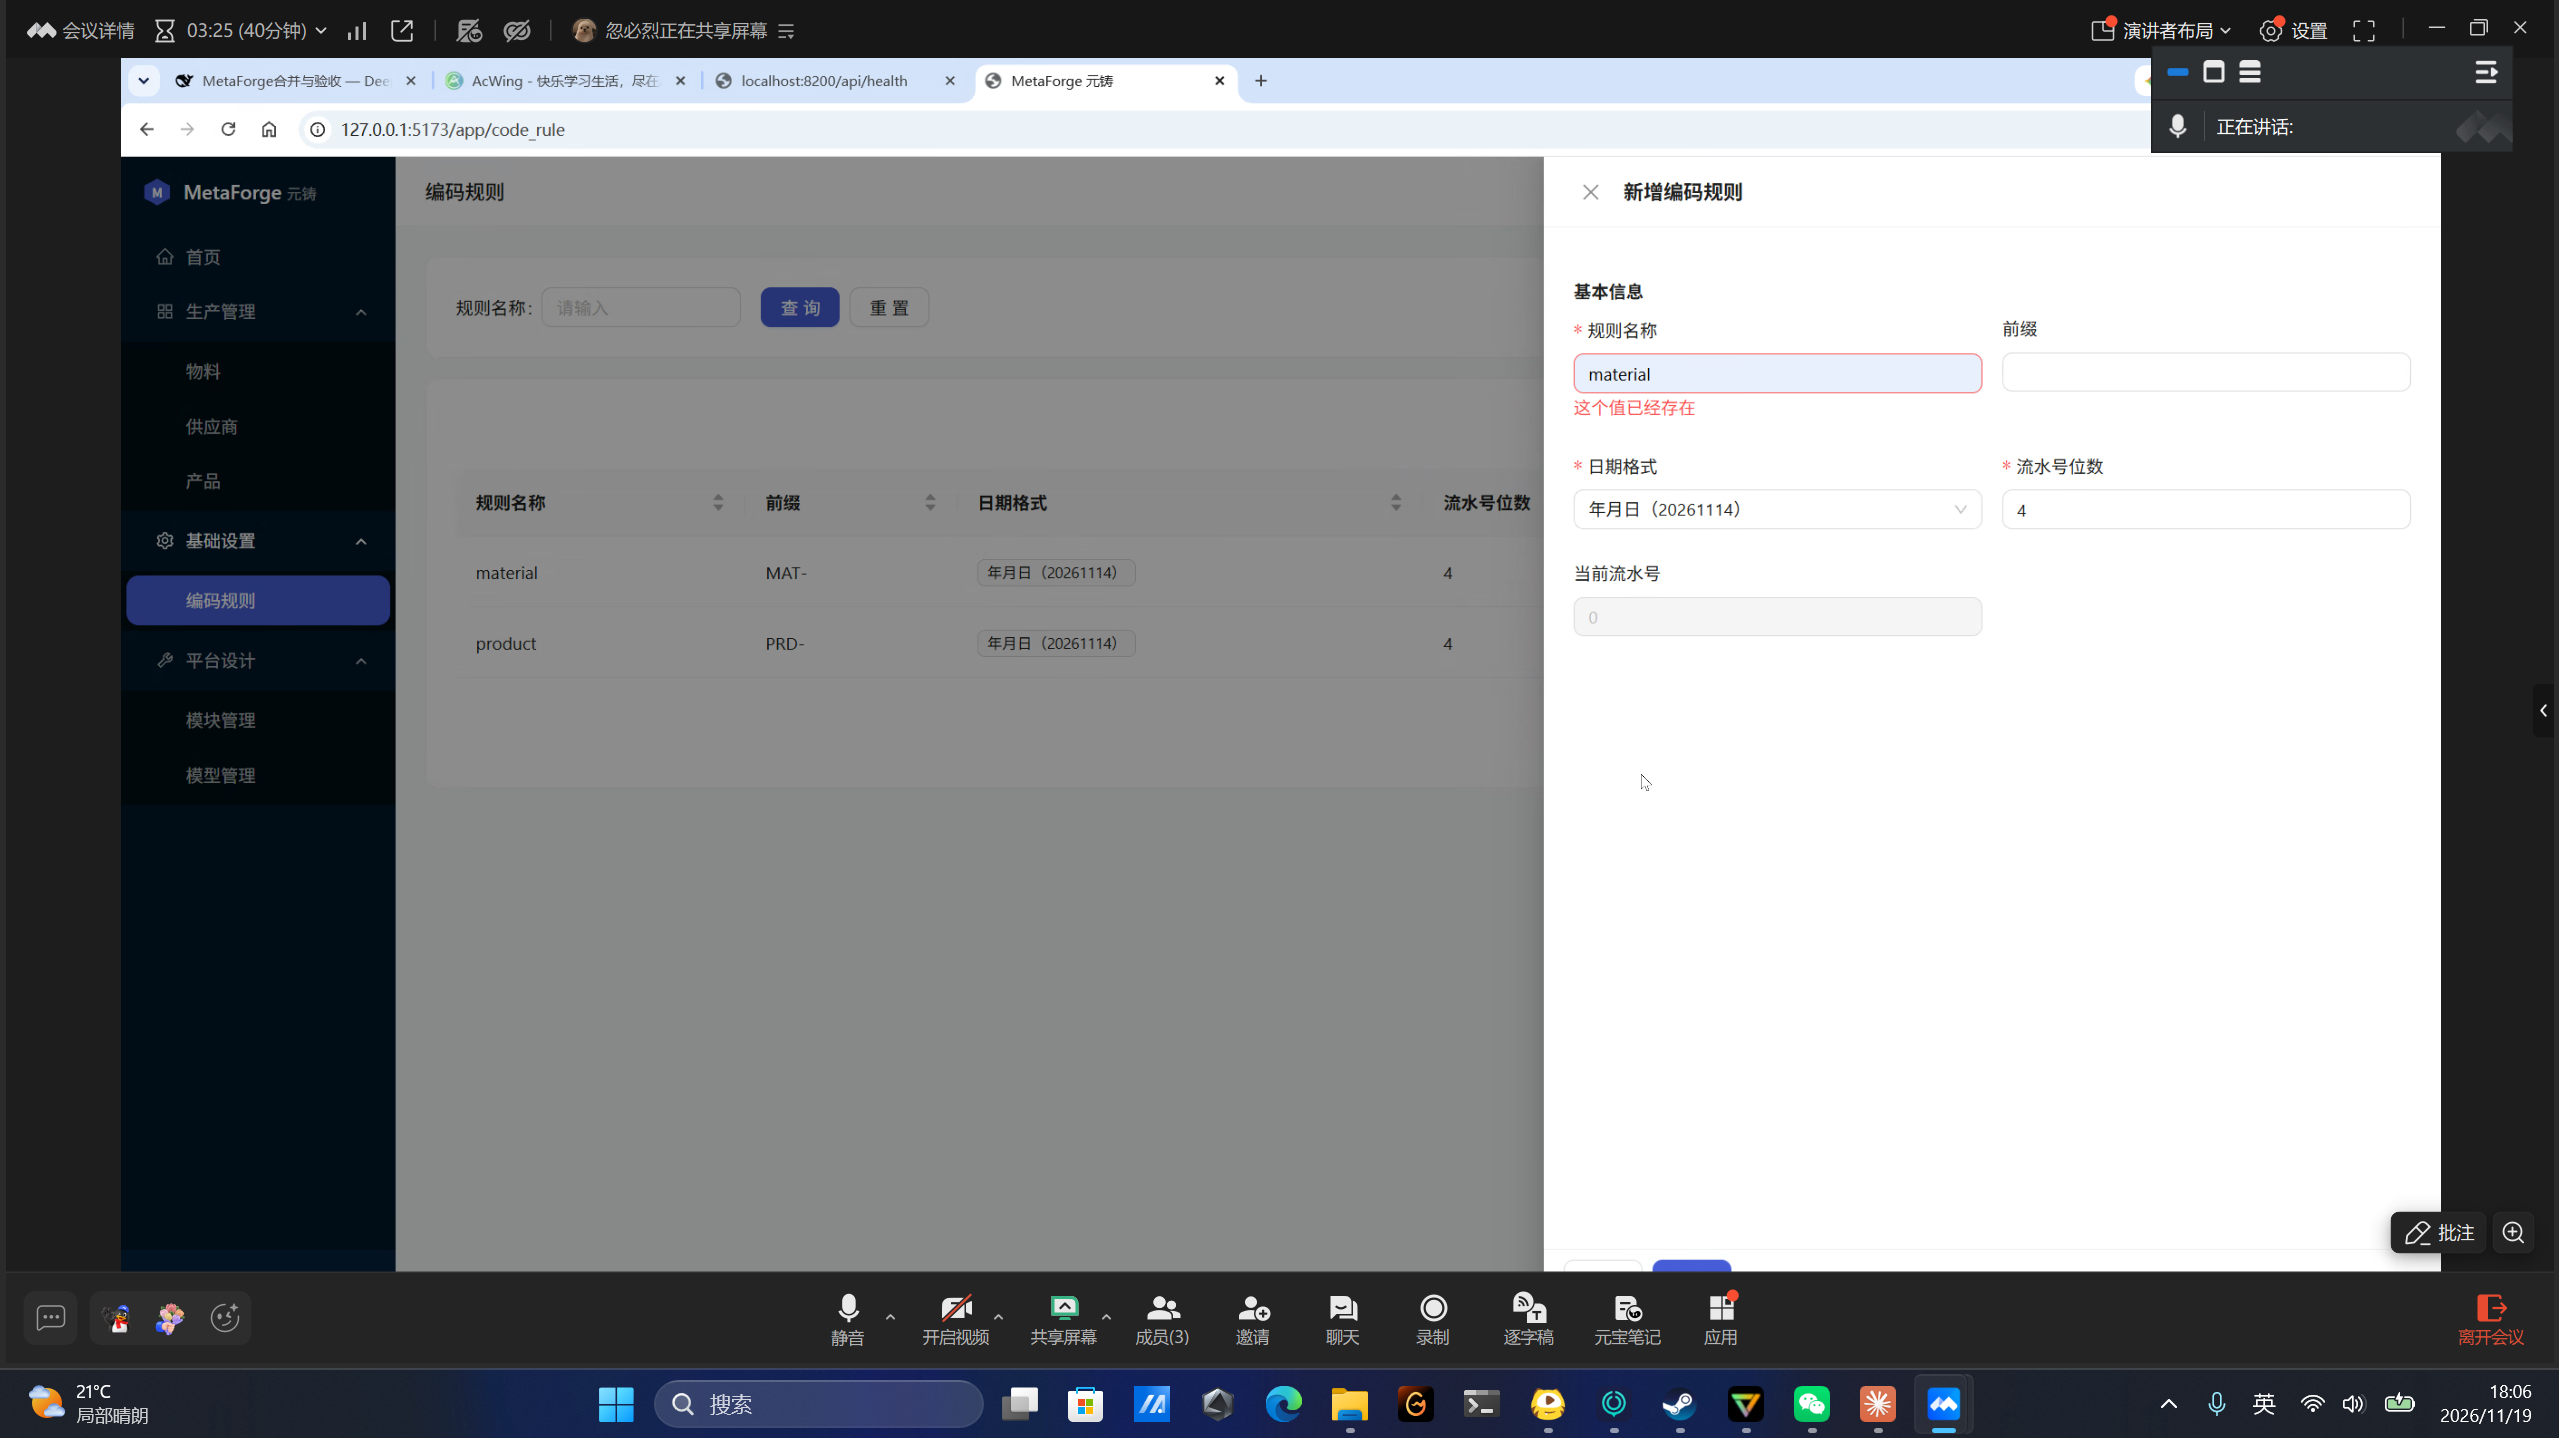 会议详情 03:25 (40分钟) 忽必烈正在共享屏幕 演讲者布局 设置
MetaForge合并与验收 — Dee AcWing - 快乐学习生活，尽在 localhost:8200/api/health MetaForge 元铸
正在讲话:
127.0.0.1:5173/app/code_rule
M MetaForge 元铸
首页
生产管理
物料
供应商
产品
基础设置
编码规则
平台设计
模块管理
模型管理
编码规则
规则名称: 请输入 查 询 重 置
规则名称 前缀 日期格式 流水号位数
material MAT- 年月日（20261114） 4
product PRD- 年月日（20261114） 4
新增编码规则
基本信息
* 规则名称 前缀
material
这个值已经存在
* 日期格式 * 流水号位数
年月日（20261114） 4
当前流水号
0
批注
静音 开启视频 共享屏幕 成员(3) 邀请 聊天 录制 逐字稿 元宝笔记 应用 离开会议
21°C
局部晴朗
搜索
英
18:06
2026/11/19